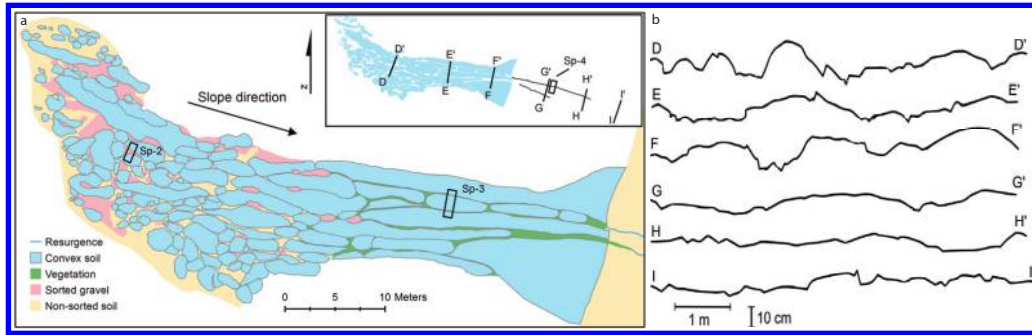 a
Slope direction
N
D'
E'
F'
Sp-4
G'
H'
I'
D
E
F
G
H
I
Sp-2
Sp-3
Resurgence
Convex soil
Vegetation
Sorted gravel
Non-sorted soil
0 5 10 Meters
b
D D'
E E'
F F'
G G'
H H'
I I
1 m 10 cm